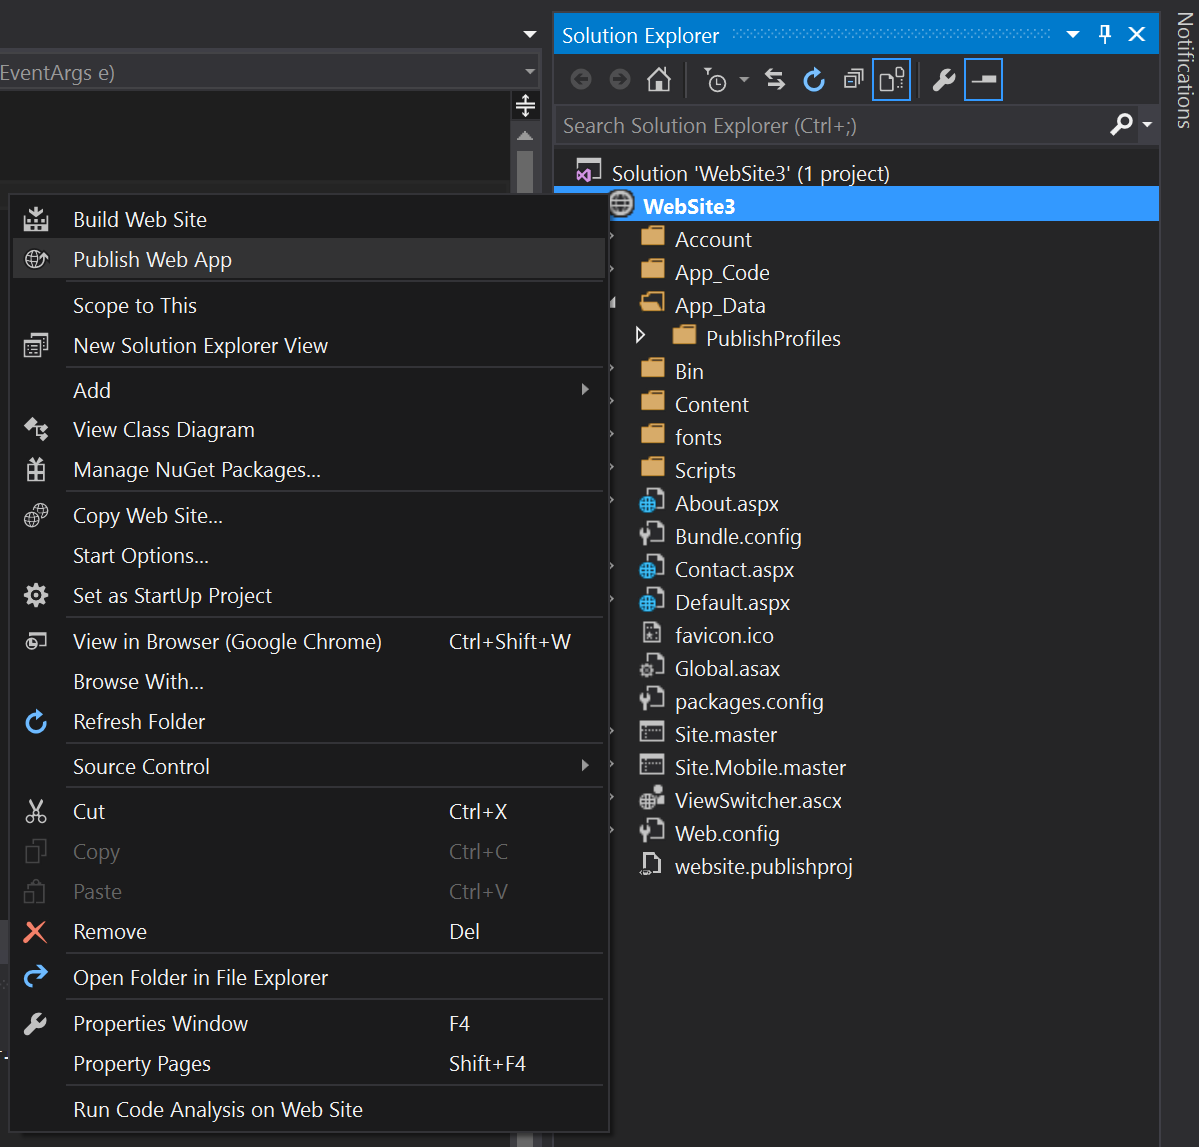 EventArgs e)
Solution Explorer
Search Solution Explorer (Ctrl+;)
Solution 'WebSite3' (1 project)
WebSite3
Account
App_Code
App_Data
PublishProfiles
Bin
Content
fonts
Scripts
About.aspx
Bundle.config
Contact.aspx
Default.aspx
favicon.ico
Global.asax
packages.config
Site.master
Site.Mobile.master
ViewSwitcher.ascx
Web.config
website.publishproj
Build Web Site
Publish Web App
Scope to This
New Solution Explorer View
Add
View Class Diagram
Manage NuGet Packages...
Copy Web Site...
Start Options...
Set as StartUp Project
View in Browser (Google Chrome) Ctrl+Shift+W
Browse With...
Refresh Folder
Source Control
Cut Ctrl+X
Copy Ctrl+C
Paste Ctrl+V
Remove Del
Open Folder in File Explorer
Properties Window F4
Property Pages Shift+F4
Run Code Analysis on Web Site
Notifications